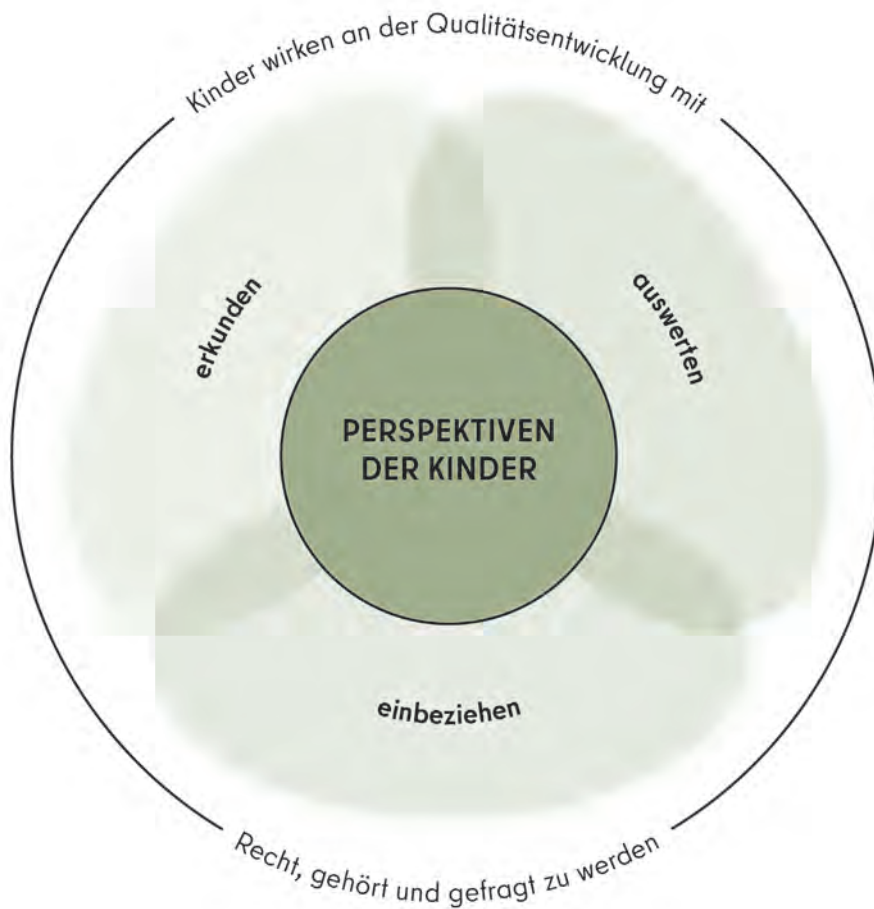 Kinder wirken an der Qualitätsentwicklung mit
erkunden
auswerten
PERSPEKTIVEN
DER KINDER
einbeziehen
Recht, gehört und gefragt zu werden